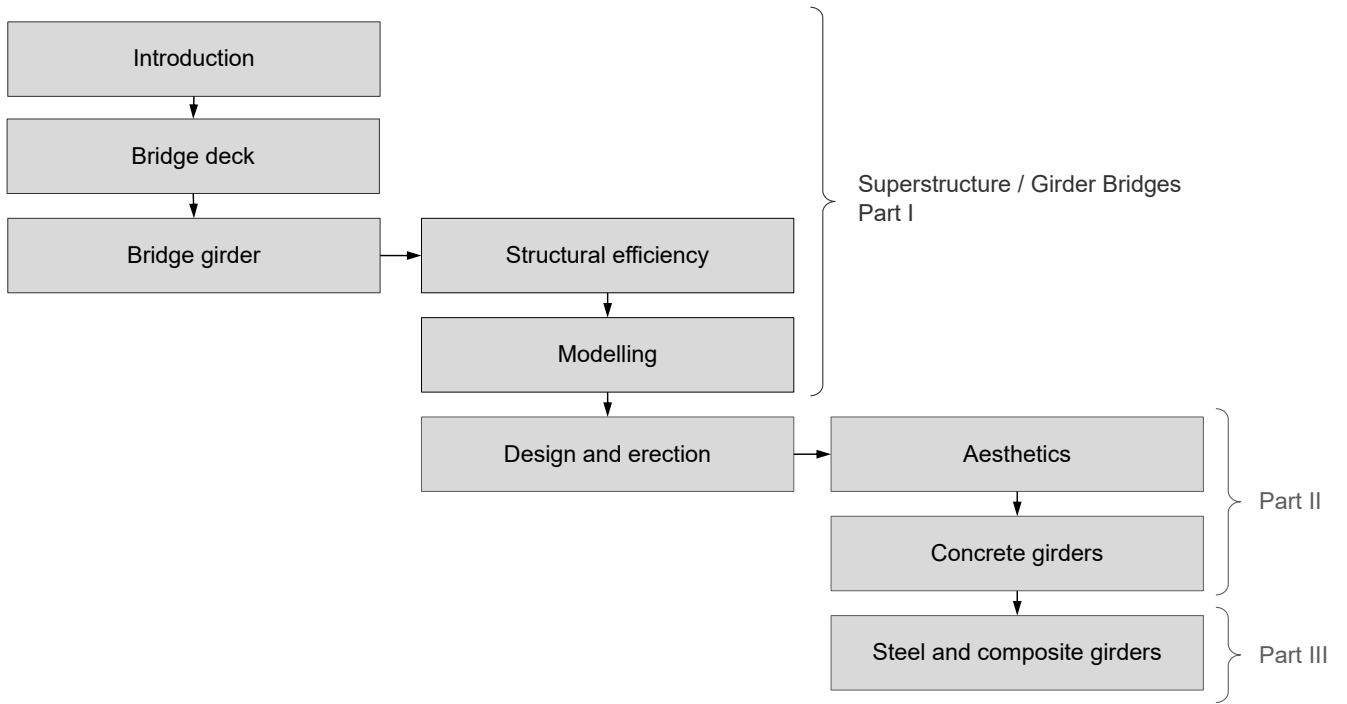 Introduction
Bridge deck
Superstructure / Girder Bridges
Part I
Bridge girder
Structural efficiency
Modelling
Design and erection
Aesthetics
Part II
Concrete girders
Steel and composite girders
Part III